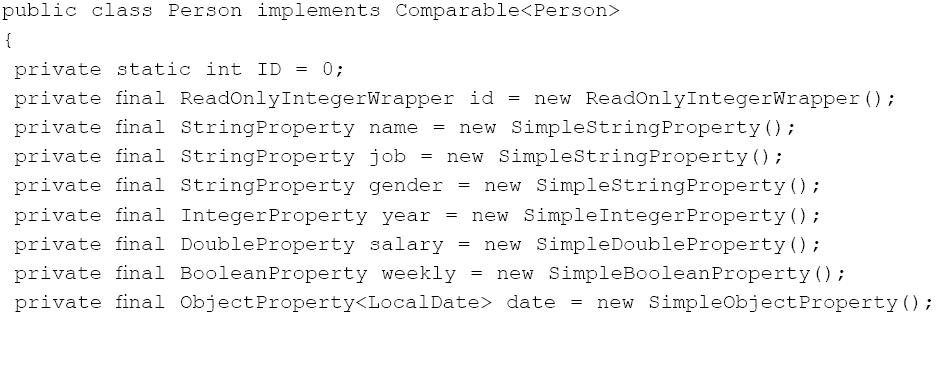 public class Person implements Comparable<Person>
{
private static int ID = 0;
private final ReadOnlyIntegerWrapper id = new ReadOnlyIntegerWrapper();
private final StringProperty name = new SimpleStringProperty();
private final StringProperty job = new SimpleStringProperty();
private final StringProperty gender = new SimpleStringProperty();
private final IntegerProperty year = new SimpleIntegerProperty();
private final DoubleProperty salary = new SimpleDoubleProperty();
private final BooleanProperty weekly = new SimpleBooleanProperty();
private final ObjectProperty<LocalDate> date = new SimpleObjectProperty();